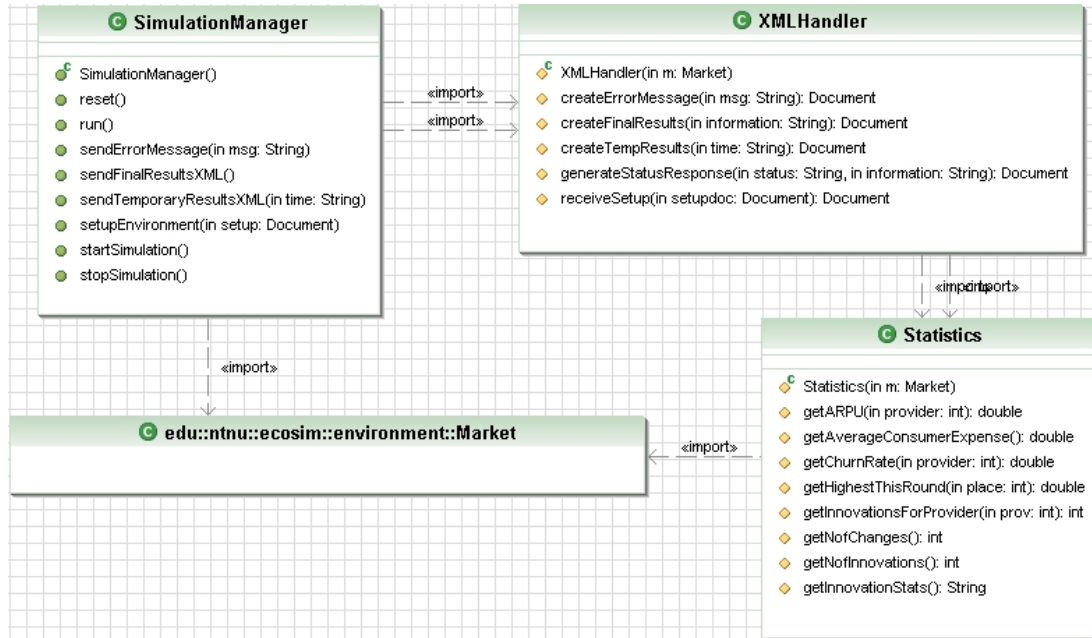 SimulationManager
SimulationManager()
reset()
run()
sendErrorMessage(in msg: String)
sendFinalResultsXML()
sendTemporaryResultsXML(in time: String)
setupEnvironment(in setup: Document)
startSimulation()
stopSimulation()
«import»
«import»
XMLHandler
XMLHandler(in m: Market)
createErrorMessage(in msg: String): Document
createFinalResults(in information: String): Document
createTempResults(in time: String): Document
generateStatusResponse(in status: String, in information: String): Document
receiveSetup(in setupdoc: Document): Document
«import»
edu::ntnu::ecosim::environment::Market
«import»
Statistics
Statistics(in m: Market)
getARPU(in provider: int): double
getAverageConsumerExpense(): double
getChurnRate(in provider: int): double
getHighestThisRound(in place: int): double
getInnovationsForProvider(in prov: int): int
getNofChanges(): int
getNofInnovations(): int
getInnovationStats(): String